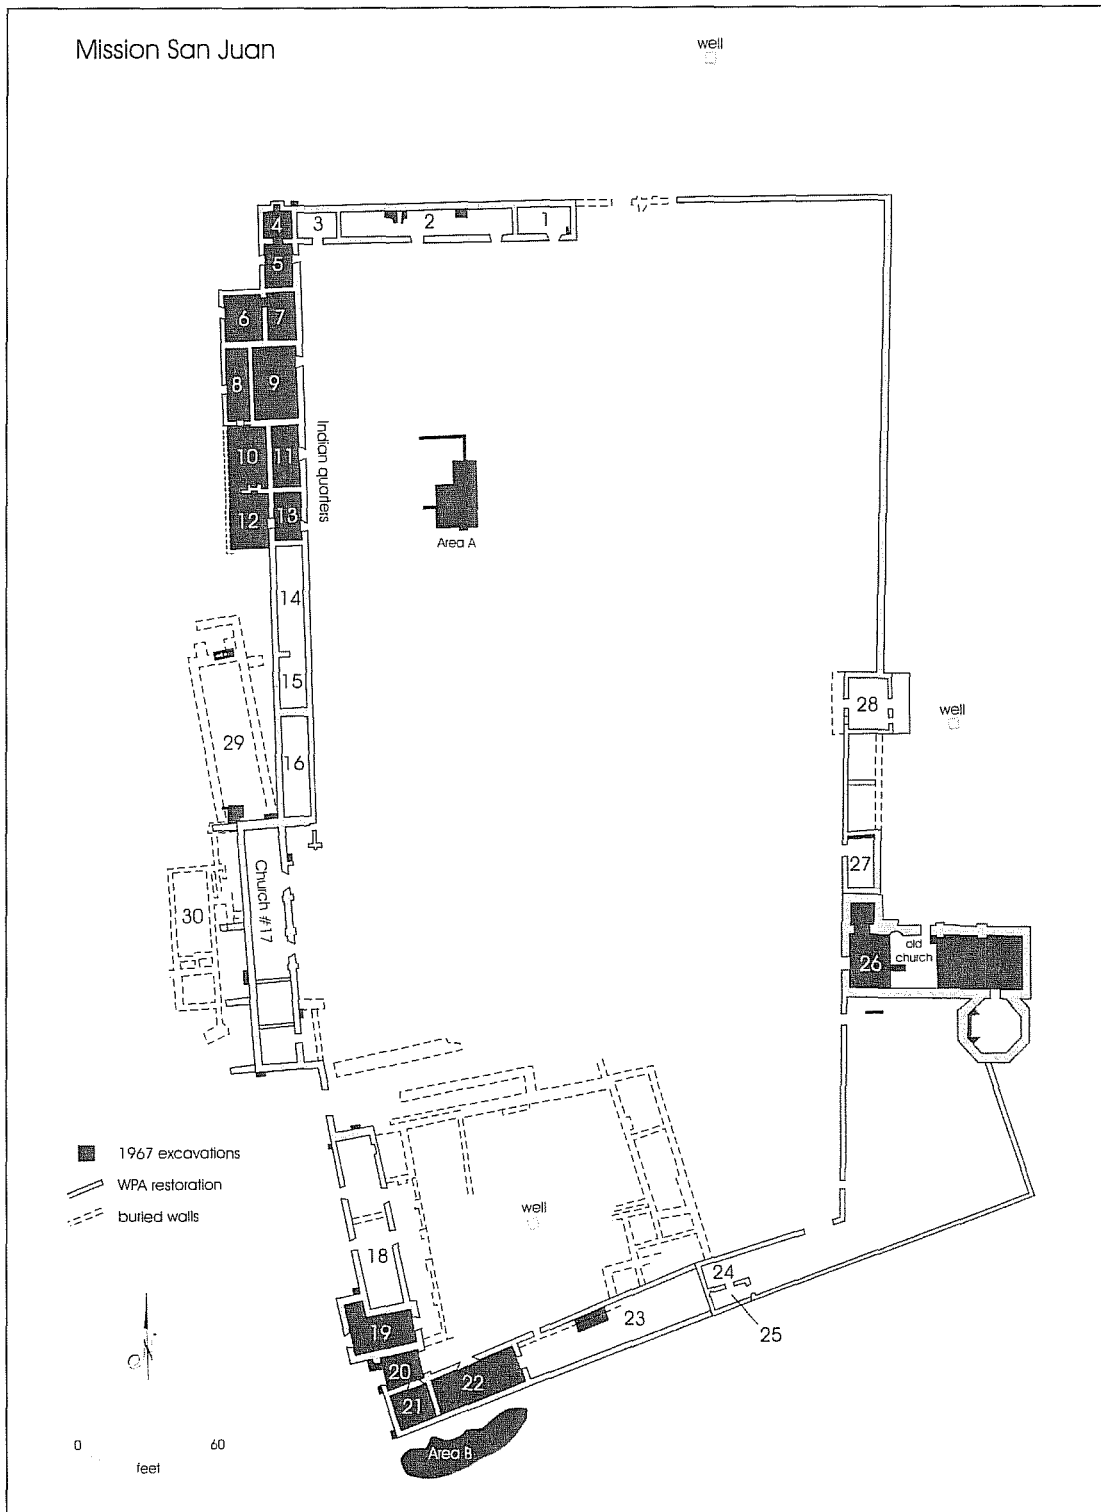 Mission San Juan
well
4
3
2
1
5
6
7
8
9
10
11
12
13
Indian quarters
Area A
14
15
16
28
well
29
27
Church #17
30
26
old
church
1967 excavations
WPA restoration
buried walls
well
18
24
23
25
19
20
21
22
Area B
0
60
feet